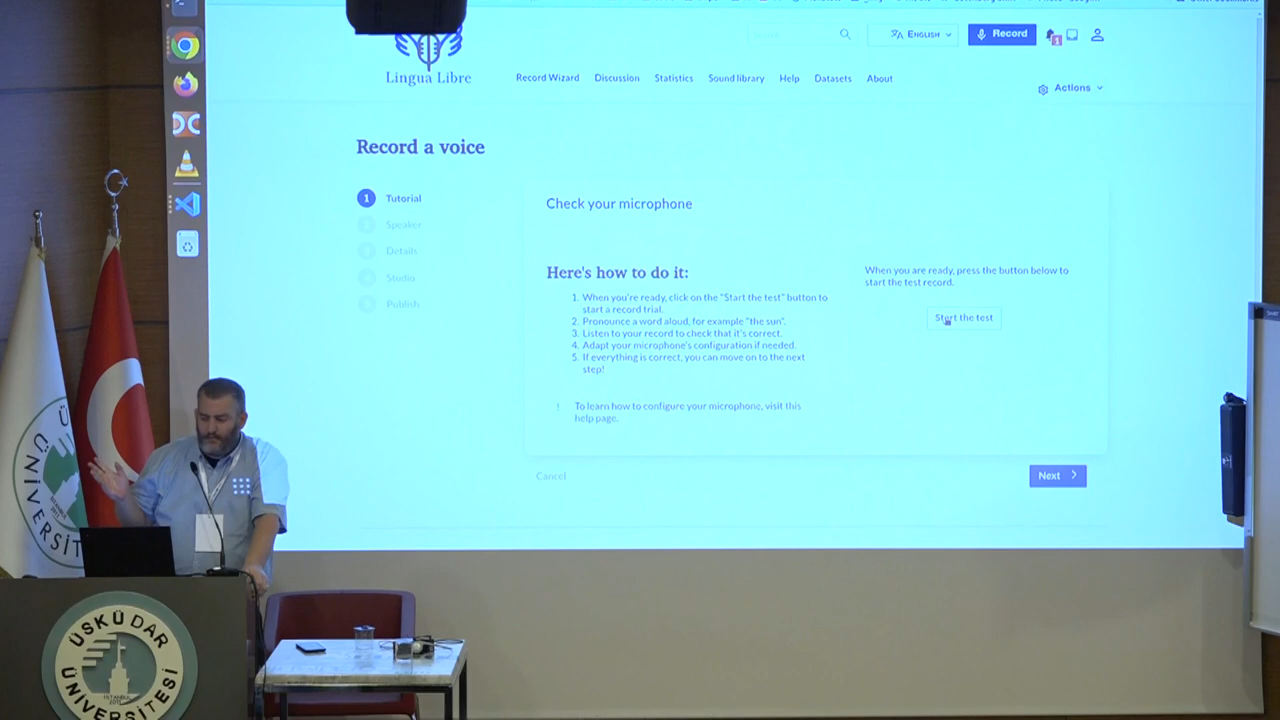 ENGLISH
Record
1
Lingua Libre
Record Wizard Discussion Statistics Sound library Help Datasets About
Actions
Record a voice
1 Tutorial
Speaker
Details
Studio
Publish
Check your microphone
Here's how to do it:
1. When you're ready, click on the "Start the test" button to
start a record trial.
2. Pronounce a word aloud, for example "the sun".
3. Listen to your record to check that it's correct.
4. Adapt your microphone's configuration if needed.
5. If everything is correct, you can move on to the next
step!
! To learn how to configure your microphone, visit this
help page.
When you are ready, press the button below to
start the test record.
Start the test
Cancel
Next
ÜNİVERSİT
İSTANBUL
ÜSKÜDAR
ÜNİVERSİTESİ
İSTANBUL